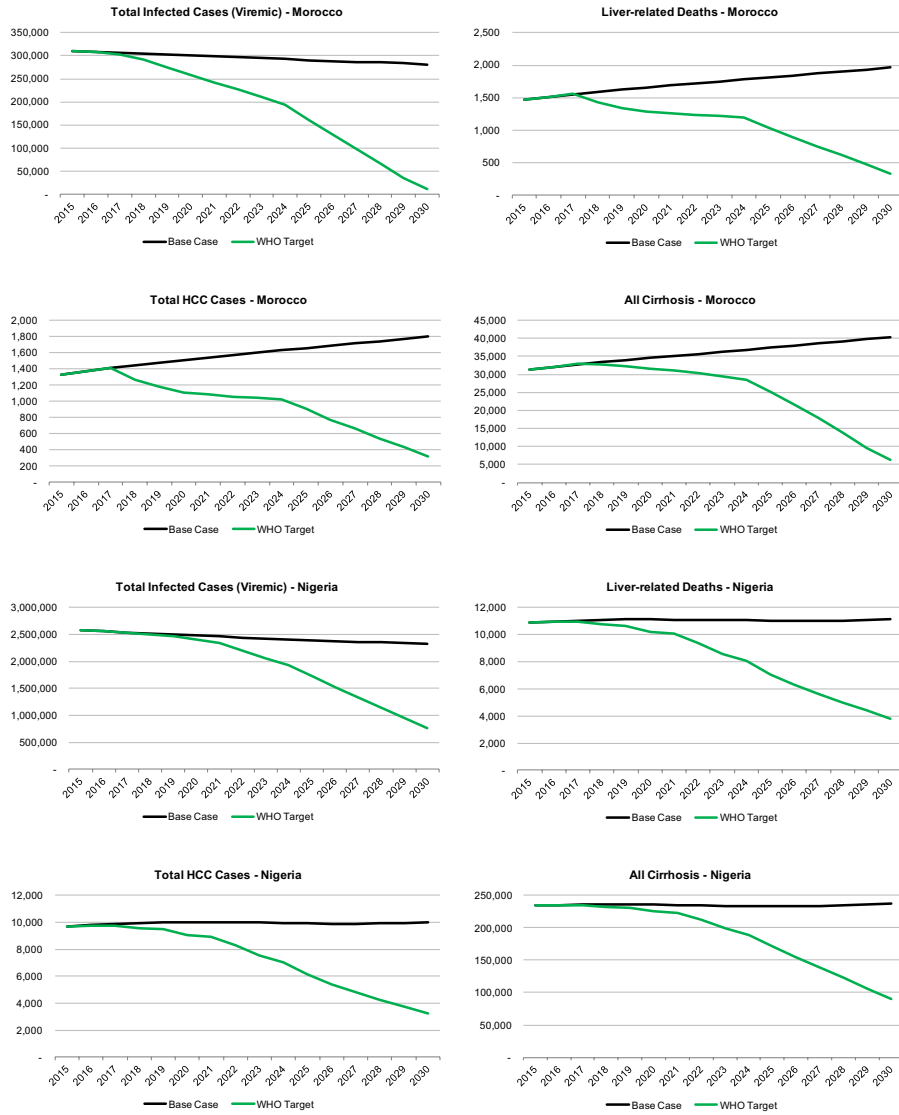 Total Infected Cases (Viremic) - Morocco
350,000
300,000
250,000
200,000
150,000
100,000
50,000
-
2015 2016 2017 2018 2019 2020 2021 2022 2023 2024 2025 2026 2027 2028 2029 2030
Base Case WHO Target
Liver-related Deaths - Morocco
2,500
2,000
1,500
1,000
500
-
2015 2016 2017 2018 2019 2020 2021 2022 2023 2024 2025 2026 2027 2028 2029 2030
Base Case WHO Target
Total HCC Cases - Morocco
2,000
1,800
1,600
1,400
1,200
1,000
800
600
400
200
-
2015 2016 2017 2018 2019 2020 2021 2022 2023 2024 2025 2026 2027 2028 2029 2030
Base Case WHO Target
All Cirrhosis - Morocco
45,000
40,000
35,000
30,000
25,000
20,000
15,000
10,000
5,000
-
2015 2016 2017 2018 2019 2020 2021 2022 2023 2024 2025 2026 2027 2028 2029 2030
Base Case WHO Target
Total Infected Cases (Viremic) - Nigeria
3,000,000
2,500,000
2,000,000
1,500,000
1,000,000
500,000
-
2015 2016 2017 2018 2019 2020 2021 2022 2023 2024 2025 2026 2027 2028 2029 2030
Base Case WHO Target
Liver-related Deaths - Nigeria
12,000
10,000
8,000
6,000
4,000
2,000
-
2015 2016 2017 2018 2019 2020 2021 2022 2023 2024 2025 2026 2027 2028 2029 2030
Base Case WHO Target
Total HCC Cases - Nigeria
12,000
10,000
8,000
6,000
4,000
2,000
-
2015 2016 2017 2018 2019 2020 2021 2022 2023 2024 2025 2026 2027 2028 2029 2030
Base Case WHO Target
All Cirrhosis - Nigeria
250,000
200,000
150,000
100,000
50,000
-
2015 2016 2017 2018 2019 2020 2021 2022 2023 2024 2025 2026 2027 2028 2029 2030
Base Case WHO Target